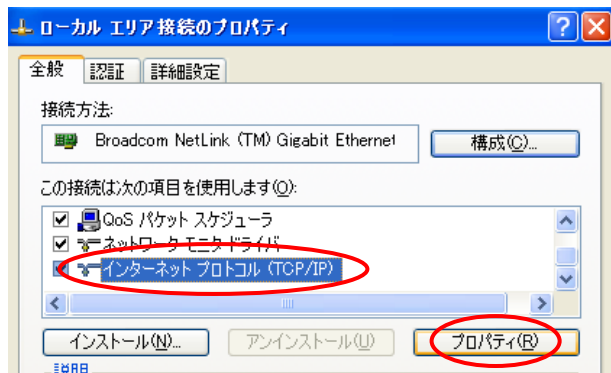 ローカル エリア接続のプロパティ
全般 認証 詳細設定
接続方法:
Broadcom NetLink (TM) Gigabit Ethernet
構成(C)...
この接続は次の項目を使用します(O):
QoS パケット スケジューラ
ネットワーク モニタ ドライバ
インターネット プロトコル (TCP/IP)
インストール(N)... アンインストール(U) プロパティ(R)
説明